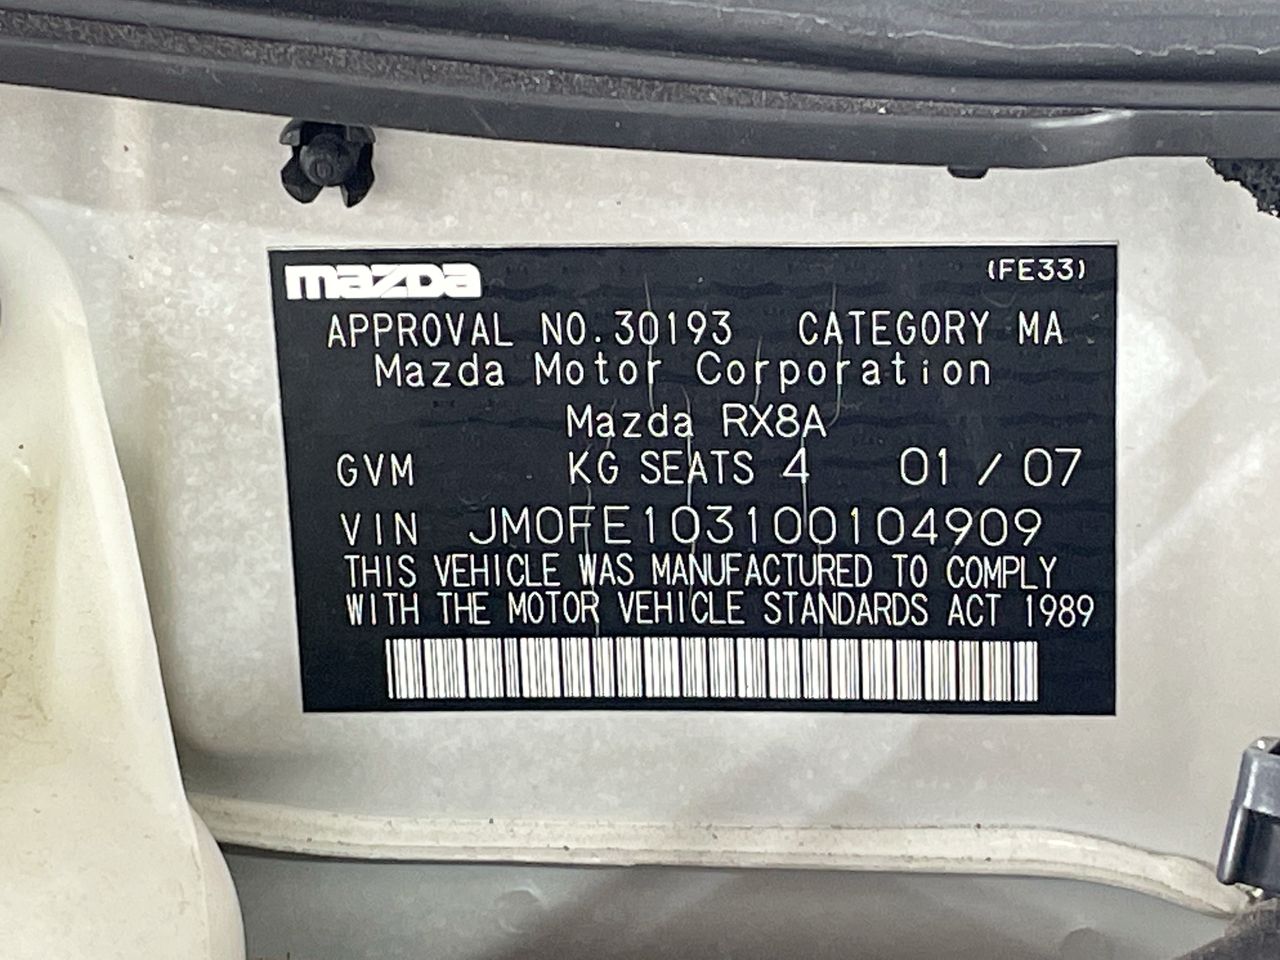 mazda (FE33)
APPROVAL NO.30193 CATEGORY MA
Mazda Motor Corporation
Mazda RX8A
GVM KG SEATS 4 01/07
VIN JM0FE103100104909
THIS VEHICLE WAS MANUFACTURED TO COMPLY
WITH THE MOTOR VEHICLE STANDARDS ACT 1989